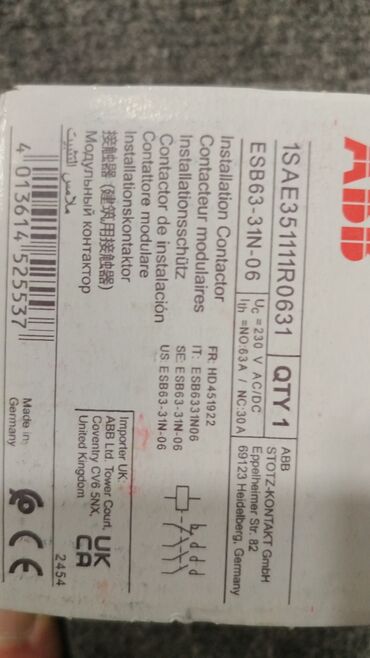 ABB
1SAE351111R0631
QTY 1
ESB63-31N-06
Uc = 230 V AC/DC
Ith =NO:63A / NC:30A
ABB
STOTZ-KONTAKT GmbH
Eppelheimer Str. 82
69123 Heidelberg, Germany
Installation Contactor
Contacteur modulaires
Installationsschütz
Contactor de instalación
Contattore modulare
Installationskontaktor
接触器 (建筑用接触器)
Модульный контактор
ملامس التثبيت
FR: HD451922
IT: ESB6331N06
SE: ESB63-31N-06
US: ESB63-31N-06
Importer UK:
ABB Ltd. Tower Court,
Coventry CV6 5NX,
United Kingdom
UK
CA
2454
4 013614 525537
Made in
Germany
CE